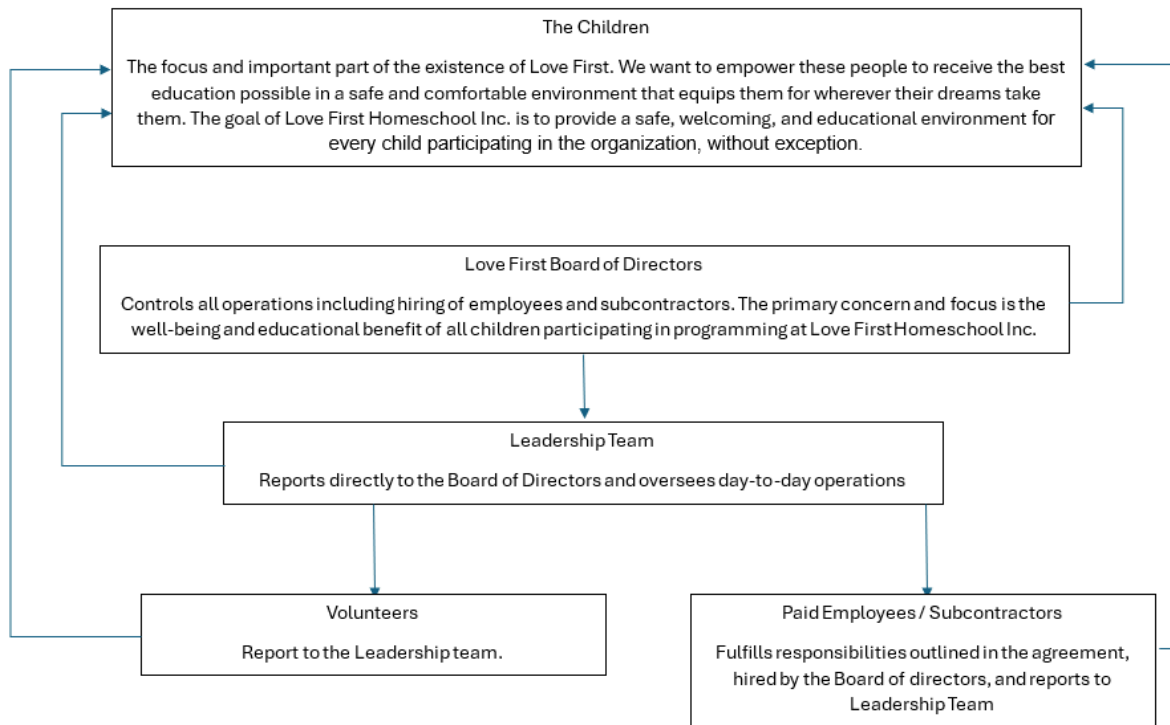 The Children
The focus and important part of the existence of Love First. We want to empower these people to receive the best
education possible in a safe and comfortable environment that equips them for wherever their dreams take
them. The goal of Love First Homeschool Inc. is to provide a safe, welcoming, and educational environment for
every child participating in the organization, without exception.
Love First Board of Directors
Controls all operations including hiring of employees and subcontractors. The primary concern and focus is the
well-being and educational benefit of all children participating in programming at Love First Homeschool Inc.
Leadership Team
Reports directly to the Board of Directors and oversees day-to-day operations
Volunteers
Report to the Leadership team.
Paid Employees / Subcontractors
Fulfills responsibilities outlined in the agreement,
hired by the Board of directors, and reports to
Leadership Team